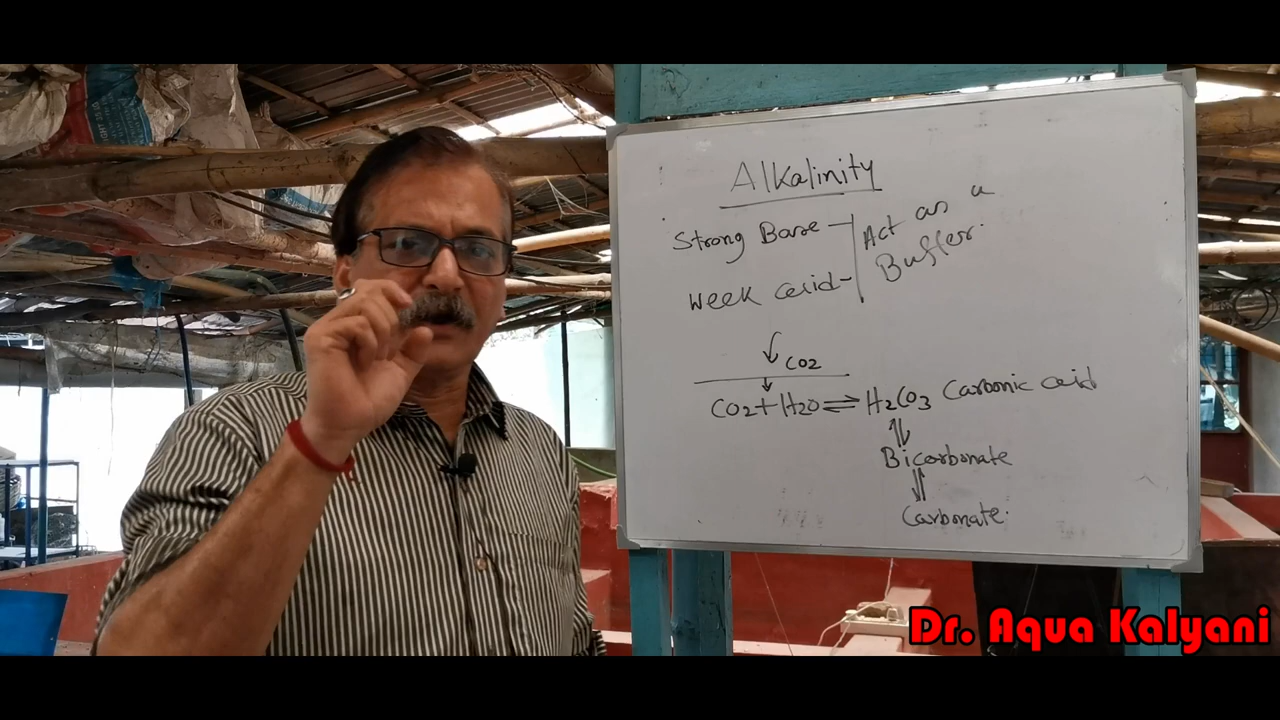 Alkalinity
Strong Base - Act as a
Buffer.
Week acid-
CO2
CO2+H2O⇌H2CO3 Carbonic acid
⇅
Bicarbonate
⇅
Carbonate.
Dr. Aqua Kalyani